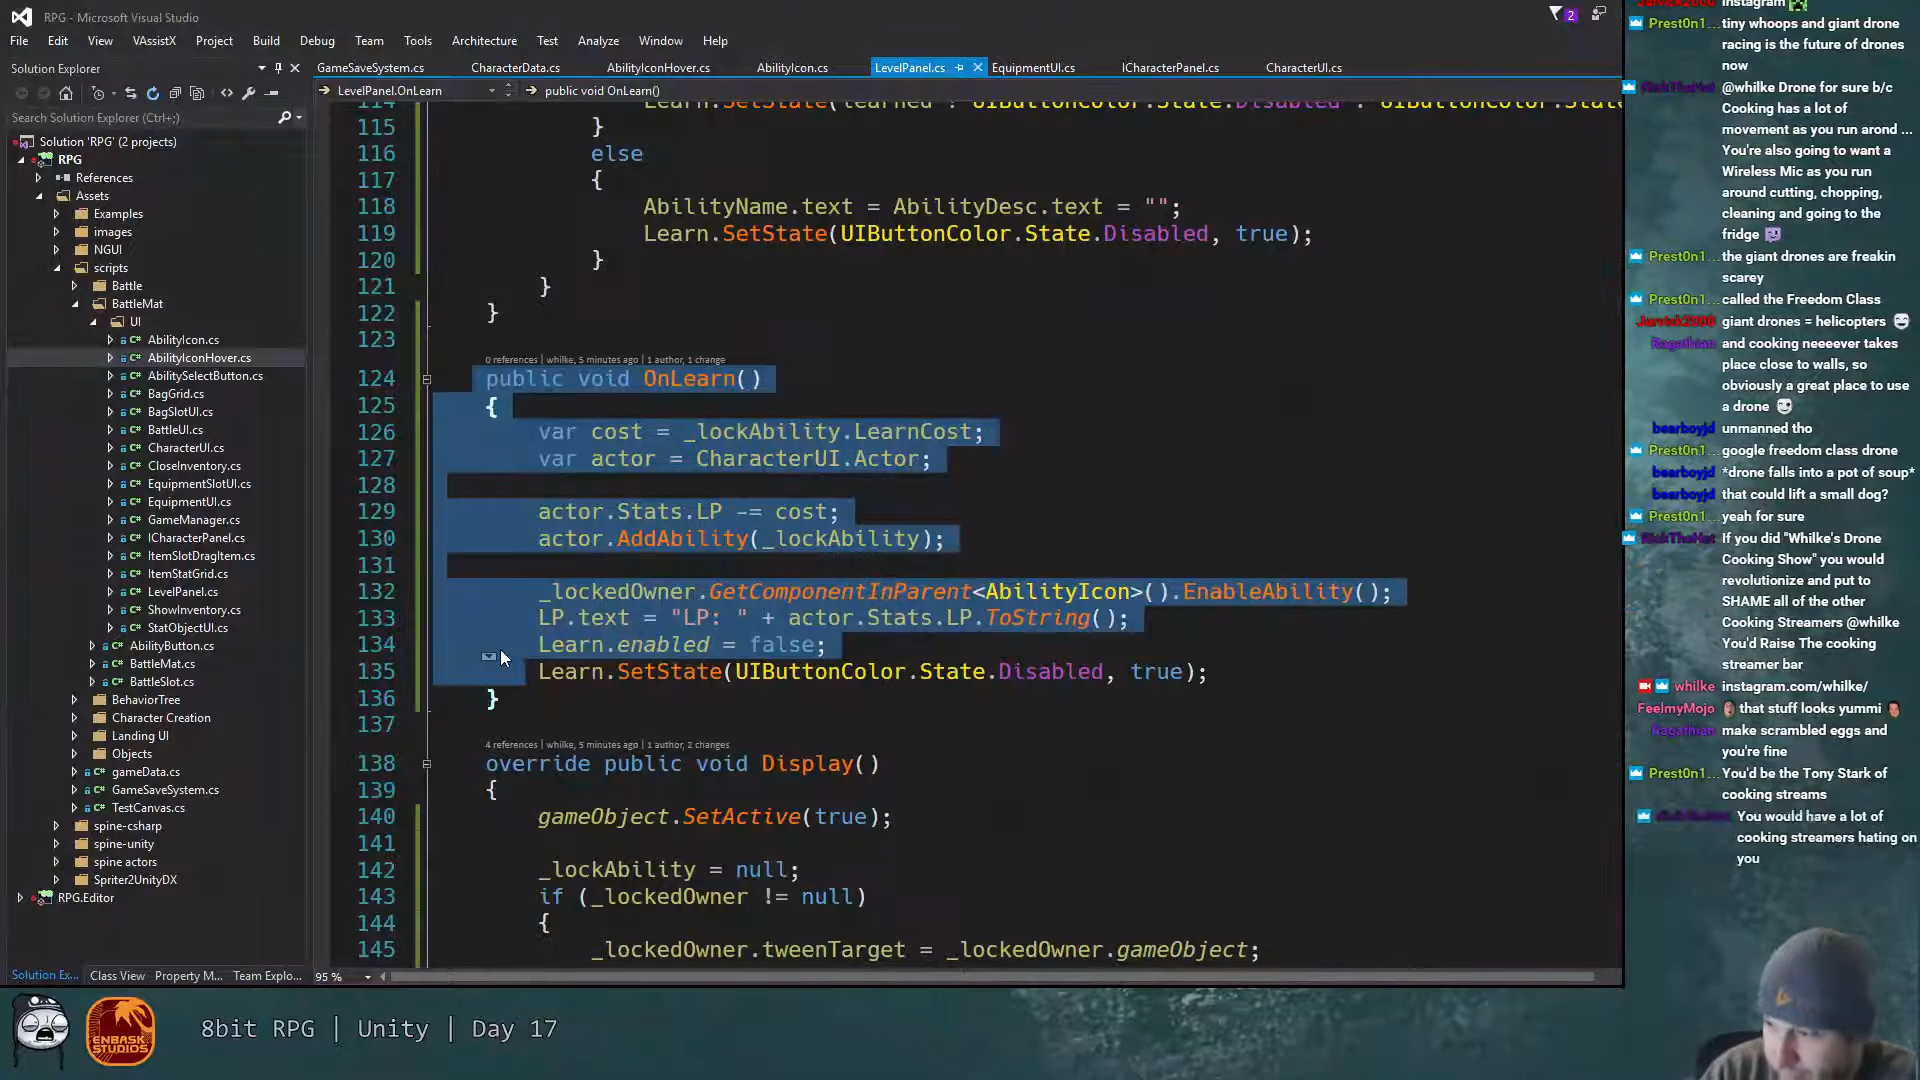 RPG - Microsoft Visual Studio
2
File Edit View VAssistX Project Build Debug Team Tools Architecture Test Analyze Window Help
Solution Explorer
GameSaveSystem.cs CharacterData.cs AbilityIconHover.cs AbilityIcon.cs LevelPanel.cs EquipmentUI.cs ICharacterPanel.cs CharacterUI.cs
LevelPanel.OnLearn public void OnLearn()
Search Solution Explorer (Ctrl+;)
Solution 'RPG' (2 projects)
RPG
References
Assets
Examples
images
NGUI
scripts
Battle
BattleMat
UI
AbilityIcon.cs
AbilityIconHover.cs
AbilitySelectButton.cs
BagGrid.cs
BagSlotUI.cs
BattleUI.cs
CharacterUI.cs
CloseInventory.cs
EquipmentSlotUI.cs
EquipmentUI.cs
GameManager.cs
ICharacterPanel.cs
ItemSlotDragItem.cs
ItemStatGrid.cs
LevelPanel.cs
ShowInventory.cs
StatObjectUI.cs
AbilityButton.cs
BattleMat.cs
BattleSlot.cs
BehaviorTree
Character Creation
Landing UI
Objects
gameData.cs
GameSaveSystem.cs
TestCanvas.cs
spine-csharp
spine-unity
spine actors
Spriter2UnityDX
RPG.Editor
Solution Ex... Class View Property M... Team Explo...
114 Learn.SetState(learned ? UIButtonColor.State.Disabled : UIButtonColor.State
115 }
116 else
117 {
118 AbilityName.text = AbilityDesc.text = "";
119 Learn.SetState(UIButtonColor.State.Disabled, true);
120 }
121 }
122 }
123
0 references | whilke, 5 minutes ago | 1 author, 1 change
124 public void OnLearn()
125 {
126 var cost = _lockAbility.LearnCost;
127 var actor = CharacterUI.Actor;
128
129 actor.Stats.LP -= cost;
130 actor.AddAbility(_lockAbility);
131
132 _lockedOwner.GetComponentInParent<AbilityIcon>().EnableAbility();
133 LP.text = "LP: " + actor.Stats.LP.ToString();
134 Learn.enabled = false;
135 Learn.SetState(UIButtonColor.State.Disabled, true);
136 }
137
4 references | whilke, 5 minutes ago | 1 author, 2 changes
138 override public void Display()
139 {
140 gameObject.SetActive(true);
141
142 _lockAbility = null;
143 if (_lockedOwner != null)
144 {
145 _lockedOwner.tweenTarget = _lockedOwner.gameObject;
95 %
Jarvick2000 instagram
Prest0n1... tiny whoops and giant drone
racing is the future of drones
now
RickTheHat @whilke Drone for sure b/c
Cooking has a lot of
movement as you run arond ...
You're also going to want a
Wireless Mic as you run
around cutting, chopping,
cleaning and going to the
fridge
Prest0n1... the giant drones are freakin
scarey
Prest0n1... called the Freedom Class
Jarvick2000 giant drones = helicopters
Ragathian and cooking neeeever takes
place close to walls, so
obviously a great place to use
a drone
bearboyjd unmanned tho
Prest0n1... google freedom class drone
bearboyjd *drone falls into a pot of soup*
bearboyjd that could lift a small dog?
Prest0n1... yeah for sure
RickTheHat If you did "Whilke's Drone
Cooking Show" you would
revolutionize and put to
SHAME all of the other
Cooking Streamers @whilke
You'd Raise The cooking
streamer bar
whilke instagram.com/whilke/
FeelmyMojo that stuff looks yummi
Ragathian make scrambled eggs and
you're fine
Prest0n1... You'd be the Tony Stark of
cooking streams
You would have a lot of
cooking streamers hating on
you
ENBASK
STUDIOS
8bit RPG | Unity | Day 17